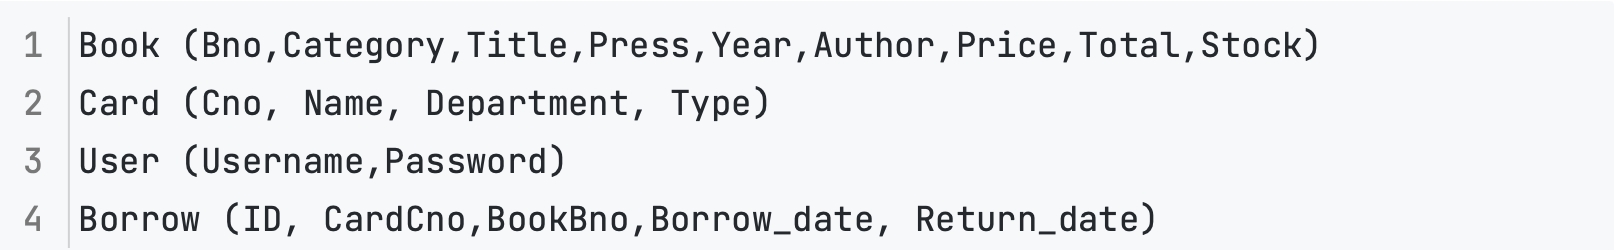 1 Book (Bno,Category,Title,Press,Year,Author,Price,Total,Stock)
2 Card (Cno, Name, Department, Type)
3 User (Username,Password)
4 Borrow (ID, CardCno,BookBno,Borrow_date, Return_date)